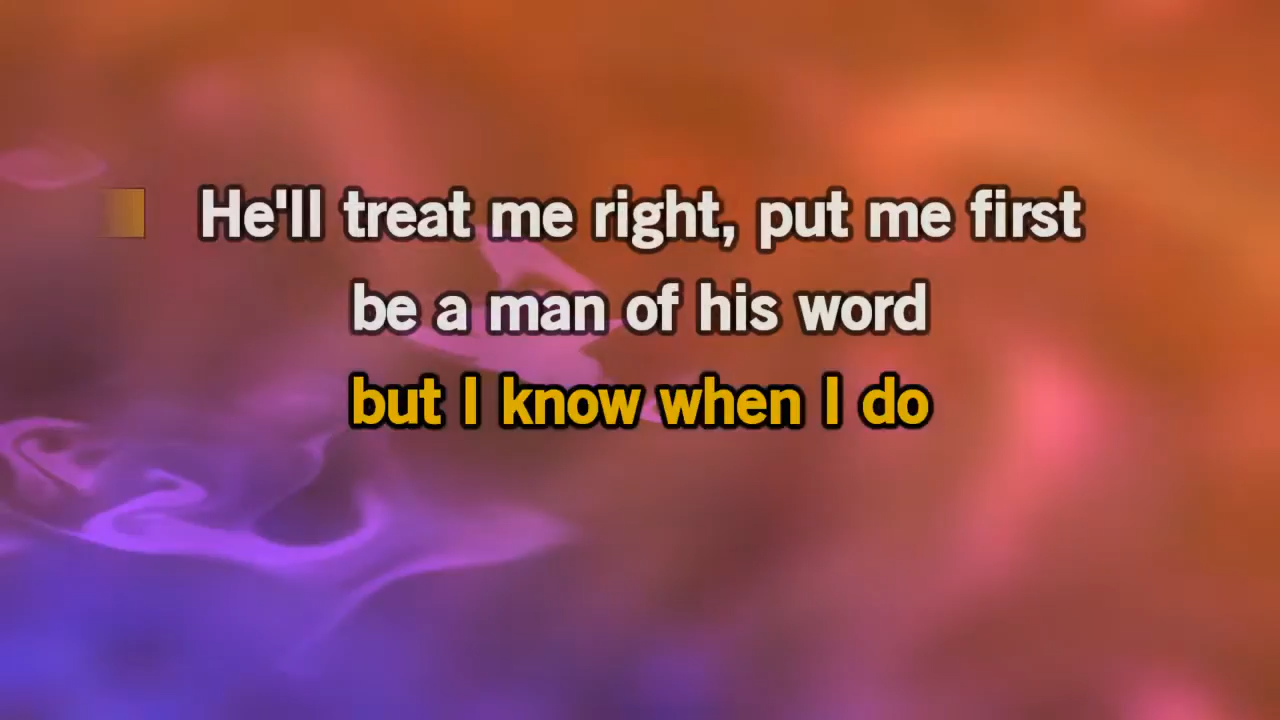 He'll treat me right, put me first
be a man of his word
but I know when I do